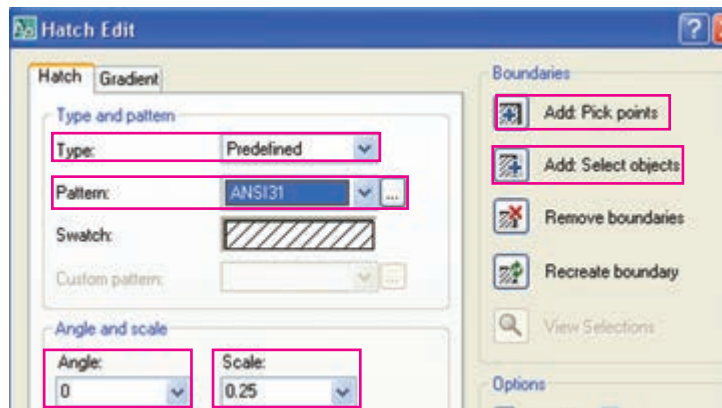 Hatch Edit
?
Hatch Gradient
Type and pattern
Type: Predefined
Pattern: ANSI31 ...
Swatch:
Custom pattern: ...
Angle and scale
Angle: Scale:
0 0.25
Boundaries
Add: Pick points
Add: Select objects
Remove boundaries
Recreate boundary
View Selections
Options